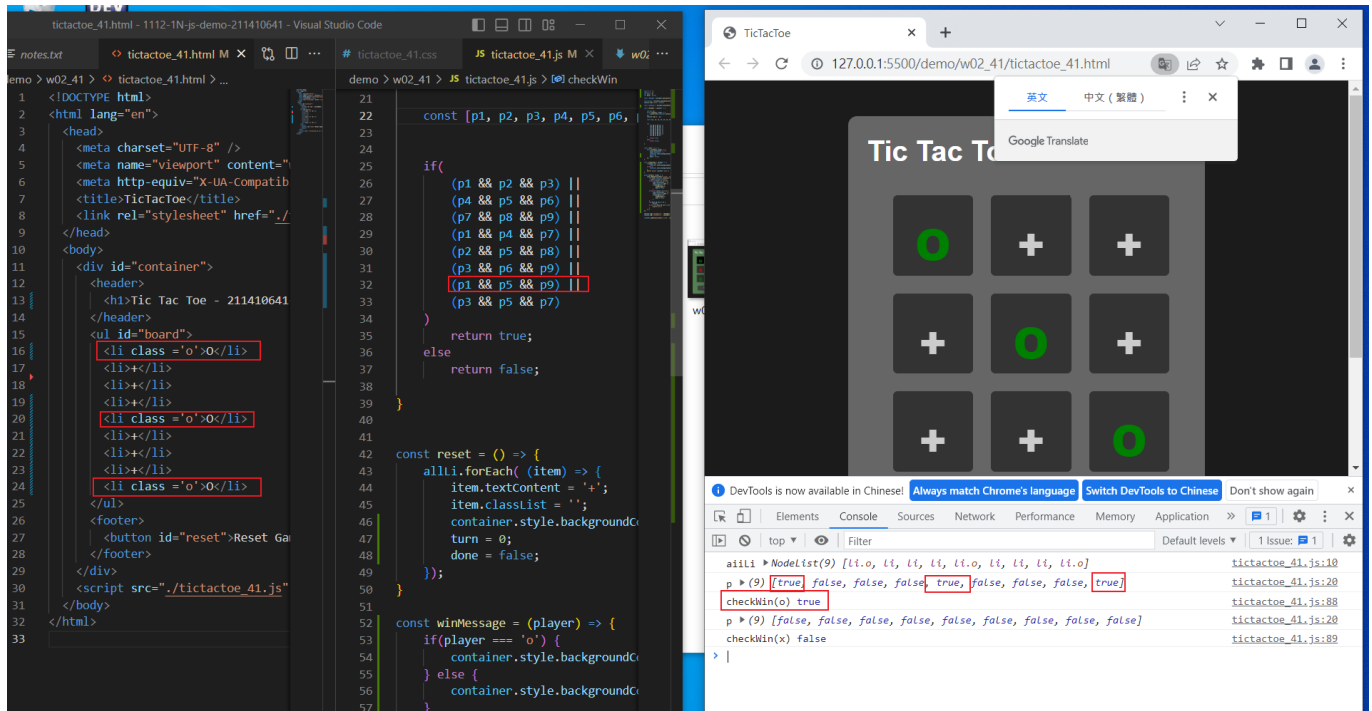 DEV
tictactoe_41.html - 1112-1N-js-demo-211410641 - Visual Studio Code
notes.txt
tictactoe_41.html M
# tictactoe_41.css
JS tictactoe_41.js M
demo > w02_41 > tictactoe_41.html > ...
demo > w02_41 > JS tictactoe_41.js > checkWin
1 <!DOCTYPE html>
2 <html lang="en">
3 <head>
4 <meta charset="UTF-8" />
5 <meta name="viewport" content="
6 <meta http-equiv="X-UA-Compatib
7 <title>TicTacToe</title>
8 <link rel="stylesheet" href="./
9 </head>
10 <body>
11 <div id="container">
12 <header>
13 <h1>Tic Tac Toe - 211410641
14 </header>
15 <ul id="board">
16 <li class ='o'>O</li>
17 <li>+</li>
18 <li>+</li>
19 <li>+</li>
20 <li class ='o'>O</li>
21 <li>+</li>
22 <li>+</li>
23 <li>+</li>
24 <li class ='o'>O</li>
25 </ul>
26 <footer>
27 <button id="reset">Reset Ga
28 </footer>
29 </div>
30 <script src="./tictactoe_41.js"
31 </body>
32 </html>
33
21
22 const [p1, p2, p3, p4, p5, p6,
23
24
25 if(
26 (p1 && p2 && p3) ||
27 (p4 && p5 && p6) ||
28 (p7 && p8 && p9) ||
29 (p1 && p4 && p7) ||
30 (p2 && p5 && p8) ||
31 (p3 && p6 && p9) ||
32 (p1 && p5 && p9) ||
33 (p3 && p5 && p7)
34 )
35 return true;
36 else
37 return false;
38
39 }
40
41
42 const reset = () => {
43 allLi.forEach( (item) => {
44 item.textContent = '+';
45 item.classList = '';
46 container.style.background
47 turn = 0;
48 done = false;
49 });
50 }
51
52 const winMessage = (player) => {
53 if(player === 'o') {
54 container.style.background
55 } else {
56 container.style.background
57 }
TicTacToe
127.0.0.1:5500/demo/w02_41/tictactoe_41.html
英文 中文 ( 繁體 )
Google Translate
Tic Tac To
O + +
+ O +
+ + O
DevTools is now available in Chinese! Always match Chrome's language Switch DevTools to Chinese Don't show again
Elements Console Sources Network Performance Memory Application » 1
top Filter Default levels 1 Issue: 1
aiiLi NodeList(9) [li.o, li, li, li, li.o, li, li, li, li.o] tictactoe_41.js:10
p (9) [true, false, false, false, true, false, false, false, true] tictactoe_41.js:20
checkWin(o) true tictactoe_41.js:88
p (9) [false, false, false, false, false, false, false, false, false] tictactoe_41.js:20
checkWin(x) false tictactoe_41.js:89
>